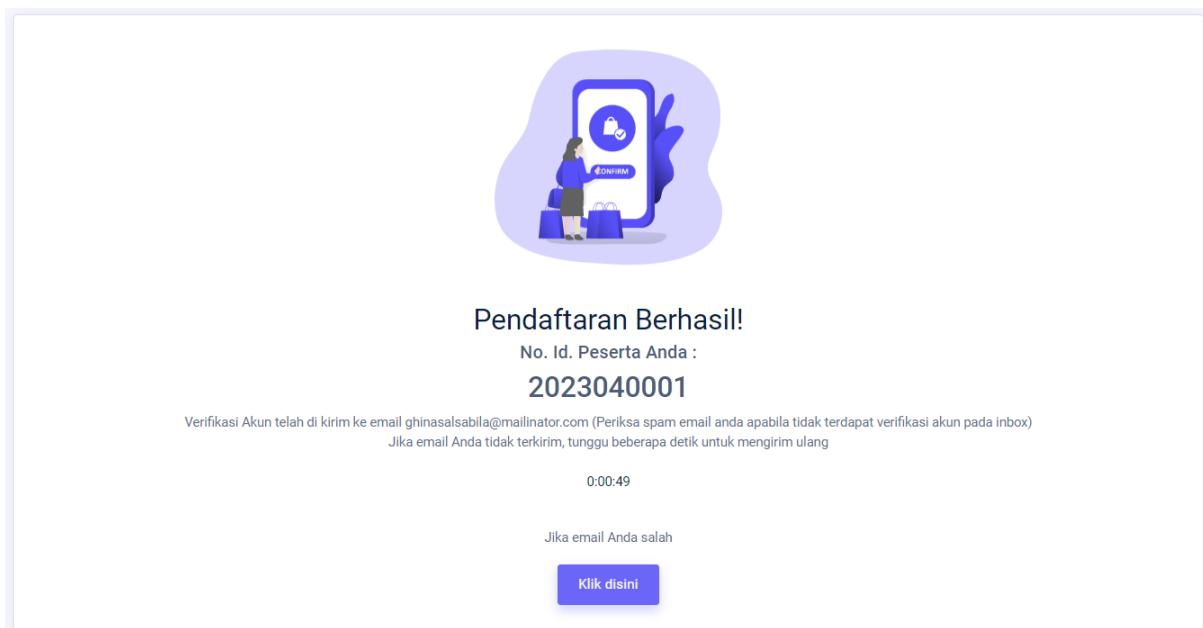 CONFIRM
Pendaftaran Berhasil!
No. Id. Peserta Anda :
2023040001
Verifikasi Akun telah di kirim ke email ghinasalsabila@mailinator.com (Periksa spam email anda apabila tidak terdapat verifikasi akun pada inbox)
Jika email Anda tidak terkirim, tunggu beberapa detik untuk mengirim ulang
0:00:49
Jika email Anda salah
Klik disini